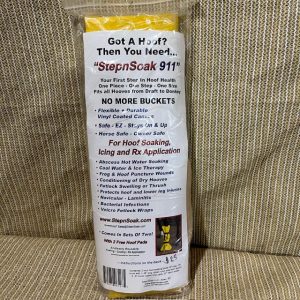 Got A Hoof?
Then You Need...
"StepnSoak 911"
Your First Step in Hoof Health
One Piece - One Step - One Size
Fits all Hooves from Draft to Donkey
NO MORE BUCKETS
• Flexible + Durable
Vinyl Coated Canvas
• Safe - EZ - Stays On & Up
• Horse Safe - Owner Safe
For Hoof Soaking,
Icing and Rx Application
• Abscess Hot Water Soaking
• Cool Water & Ice Therapy
• Frog & Hoof Puncture Wounds
• Conditioning of Dry Hooves
• Fetlock Swelling or Thrush
• Protects hoof and lower leg injuries
• Navicular - Laminitis
• Bacterial Infections
• Velcro Fetlock Wraps
www.StepnSoak.com
• Comes in Sets Of Two!
With 2 Free Hoof Pads